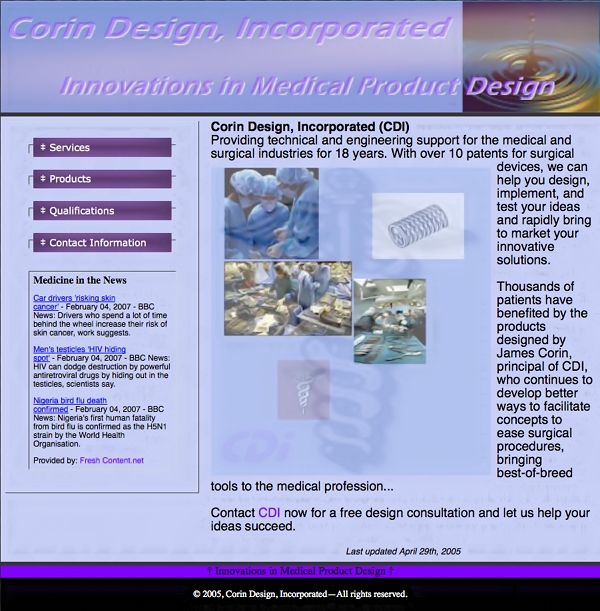 Corin Design, Incorporated
Innovations in Medical Product Design
‡ Services
‡ Products
‡ Qualifications
‡ Contact Information
Medicine in the News
Car drivers 'risking skin
cancer' - February 04, 2007 - BBC
News: Drivers who spend a lot of time
behind the wheel increase their risk of
skin cancer, work suggests.
Men's testicles 'HIV hiding
spot' - February 04, 2007 - BBC News:
HIV can dodge destruction by powerful
antiretroviral drugs by hiding out in the
testicles, scientists say.
Nigeria bird flu death
confirmed - February 04, 2007 - BBC
News: Nigeria's first human fatality
from bird flu is confirmed as the H5N1
strain by the World Health
Organisation.
Provided by: Fresh Content.net
Corin Design, Incorporated (CDI)
Providing technical and engineering support for the medical and
surgical industries for 18 years. With over 10 patents for surgical
devices, we can
help you design,
implement, and
test your ideas
and rapidly bring
to market your
innovative
solutions.
Thousands of
patients have
benefited by the
products
designed by
James Corin,
principal of CDI,
who continues to
develop better
ways to facilitate
concepts to
ease surgical
procedures,
bringing
best-of-breed
tools to the medical profession...
Contact CDI now for a free design consultation and let us help your
ideas succeed.
Last updated April 29th, 2005
† Innovations in Medical Product Design †
© 2005, Corin Design, Incorporated—All rights reserved.